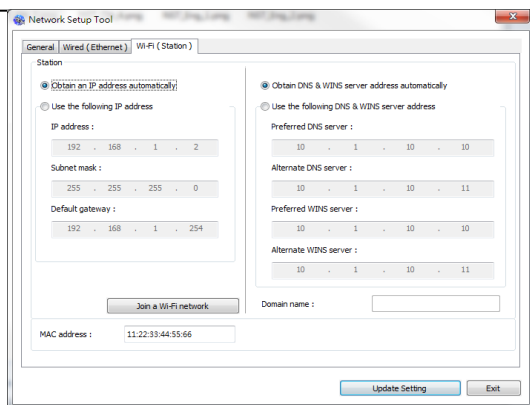 Network Setup Tool
General Wired ( Ethernet ) Wi-Fi ( Station )
Station
Obtain an IP address automatically
Use the following IP address
IP address :
192 . 168 . 1 . 2
Subnet mask :
255 . 255 . 255 . 0
Default gateway :
192 . 168 . 1 . 254
Join a Wi-Fi network
Obtain DNS & WINS server address automatically
Use the following DNS & WINS server address
Preferred DNS server :
10 . 1 . 10 . 10
Alternate DNS server :
10 . 1 . 10 . 11
Preferred WINS server :
10 . 1 . 10 . 10
Alternate WINS server :
10 . 1 . 10 . 11
Domain name :
MAC address : 11:22:33:44:55:66
Update Setting Exit